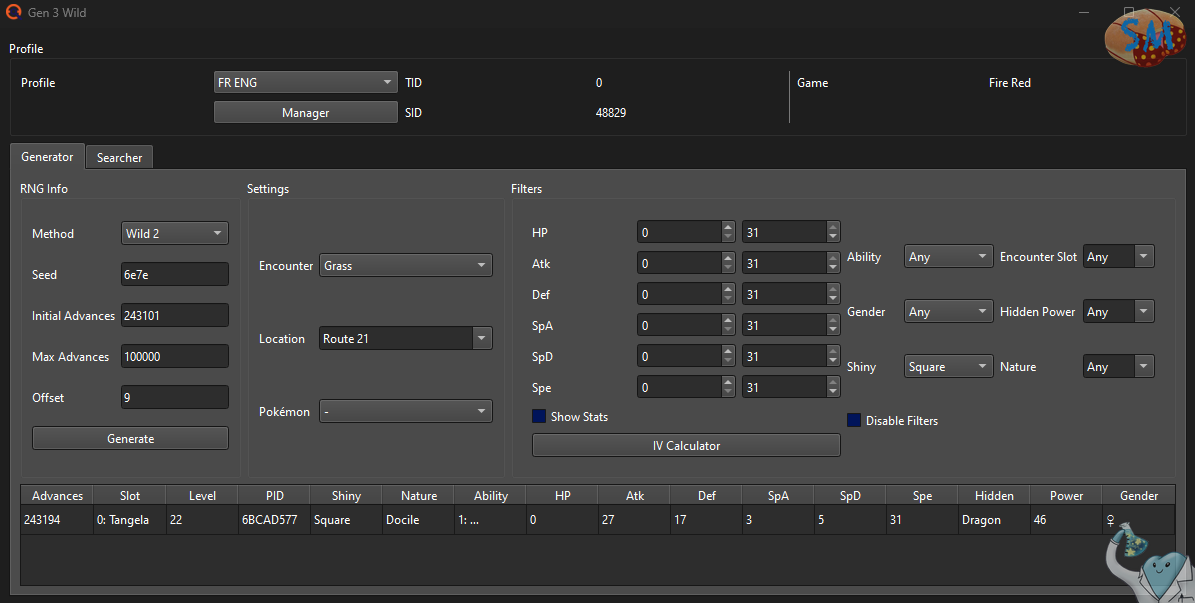 Gen 3 Wild
SM
Profile
Profile FR ENG TID 0 Game Fire Red
Manager SID 48829
Generator Searcher
RNG Info Settings Filters
Method Wild 2
Seed 6e7e
Initial Advances 243101
Max Advances 100000
Offset 9
Generate
Encounter Grass
Location Route 21
Pokémon -
HP 0 31
Atk 0 31
Def 0 31
SpA 0 31
SpD 0 31
Spe 0 31
Show Stats
IV Calculator
Ability Any Encounter Slot Any
Gender Any Hidden Power Any
Shiny Square Nature Any
Disable Filters
Advances Slot Level PID Shiny Nature Ability HP Atk Def SpA SpD Spe Hidden Power Gender
243194 0: Tangela 22 6BCAD577 Square Docile 1: ... 0 27 17 3 5 31 Dragon 46 ♀